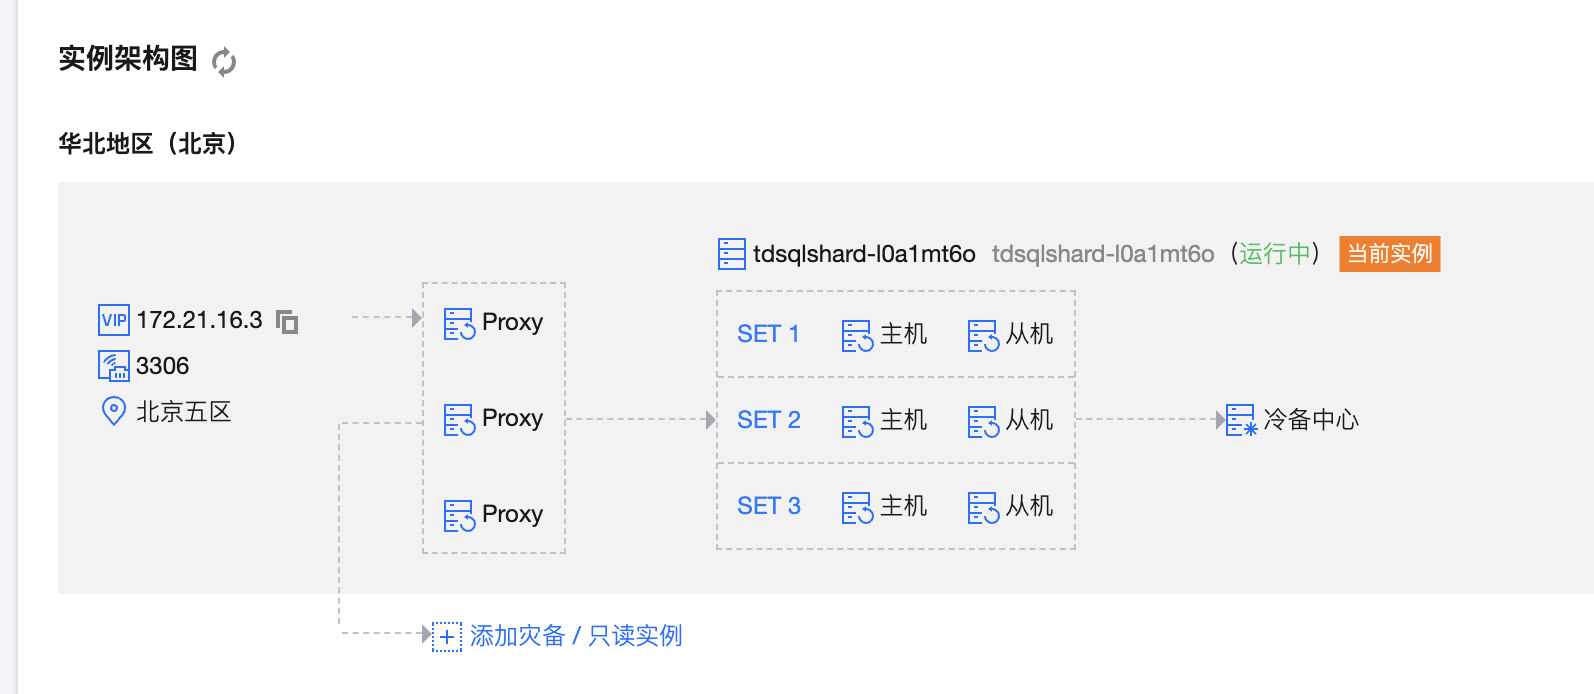 实例架构图
华北地区（北京）
tdsqlshard-l0a1mt6o tdsqlshard-l0a1mt6o （运行中） 当前实例
VIP 172.21.16.3
3306
北京五区
Proxy
Proxy
Proxy
SET 1 主机 从机
SET 2 主机 从机
SET 3 主机 从机
冷备中心
添加灾备 / 只读实例